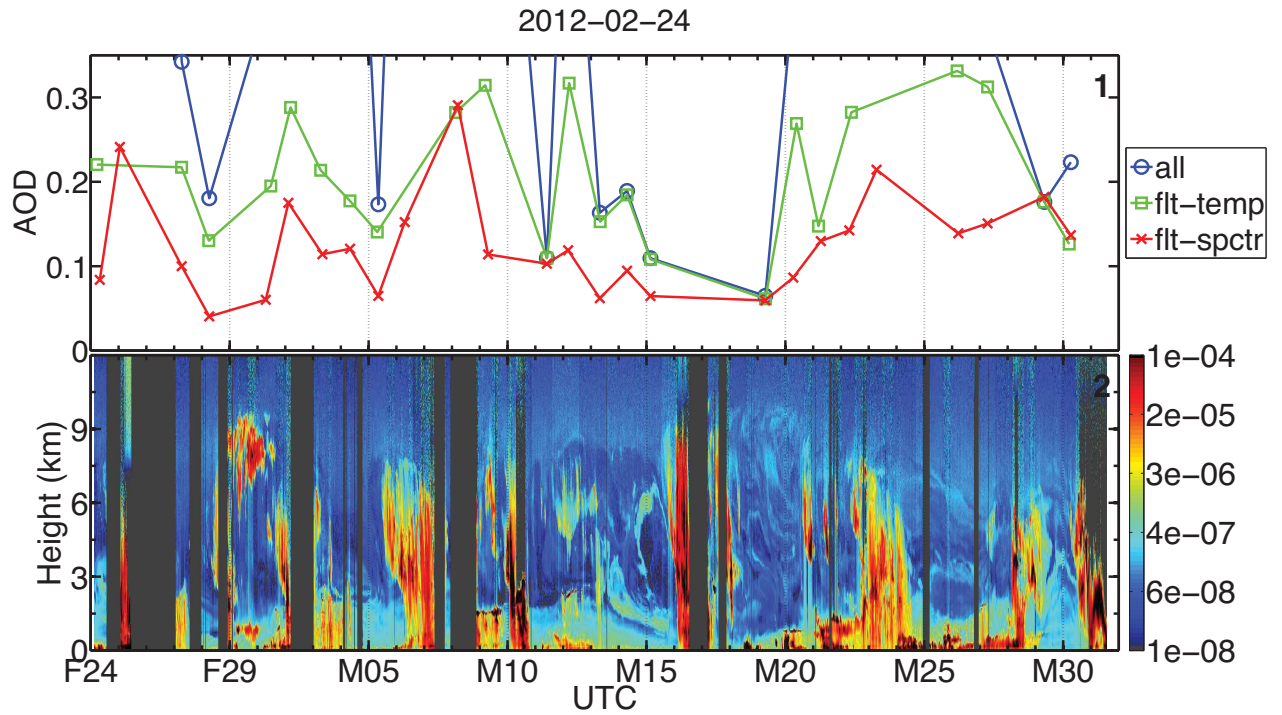 2012-02-24
0.3
0.2
0.1
0
AOD
1
all
flt-temp
flt-spctr
9
6
3
0
Height (km)
2
1e-04
2e-05
3e-06
4e-07
6e-08
1e-08
F24 F29 M05 M10 M15 M20 M25 M30
UTC